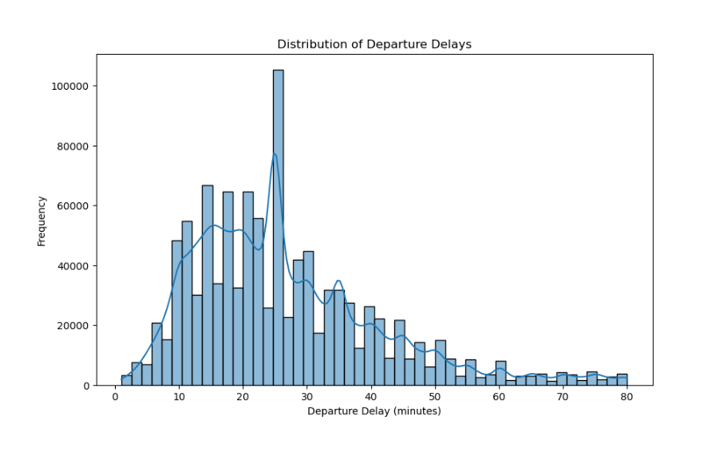 Distribution of Departure Delays
100000
80000
60000
40000
20000
0
Frequency
0 10 20 30 40 50 60 70 80
Departure Delay (minutes)